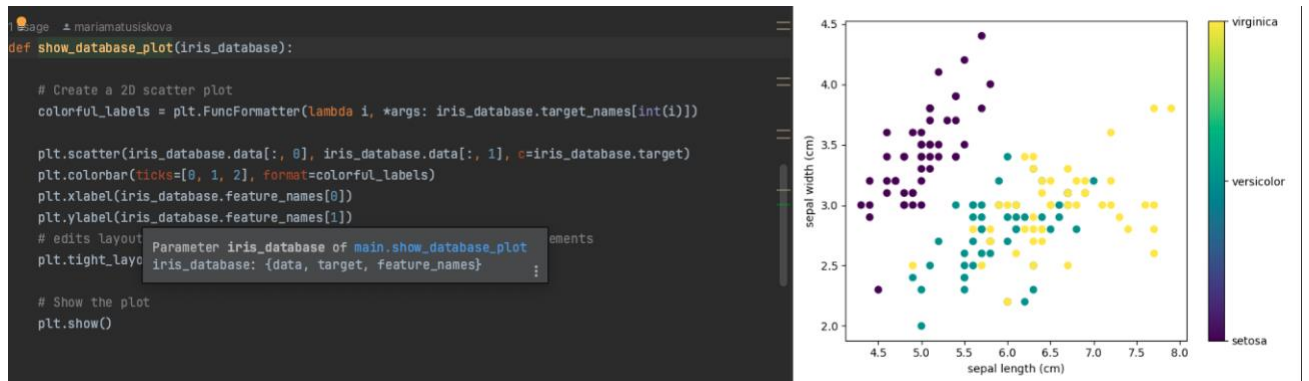 usage mariamatusiskova
def show_database_plot(iris_database):
# Create a 2D scatter plot
colorful_labels = plt.FuncFormatter(lambda i, *args: iris_database.target_names[int(i)])
plt.scatter(iris_database.data[:, 0], iris_database.data[:, 1], c=iris_database.target)
plt.colorbar(ticks=[0, 1, 2], format=colorful_labels)
plt.xlabel(iris_database.feature_names[0])
plt.ylabel(iris_database.feature_names[1])
# edits layout
plt.tight_layo
Parameter iris_database of main.show_database_plot
iris_database: {data, target, feature_names}
# Show the plot
plt.show()
4.5
4.0
3.5
3.0
2.5
2.0
sepal width (cm)
4.5 5.0 5.5 6.0 6.5 7.0 7.5 8.0
sepal length (cm)
virginica
versicolor
setosa